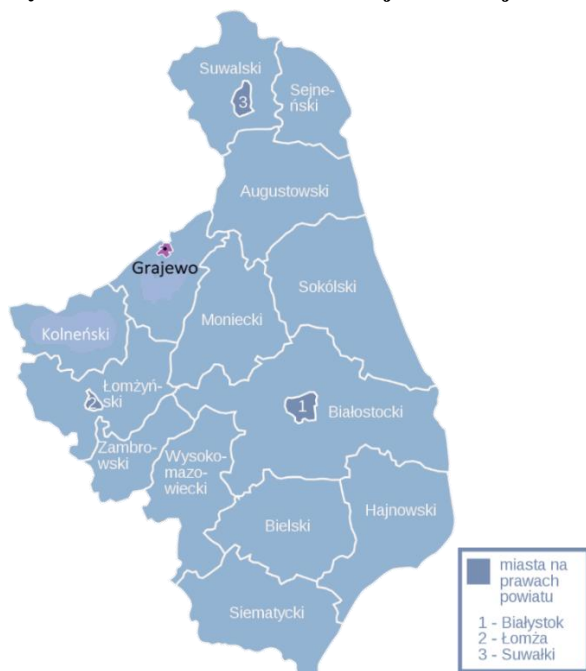 Suwalski
3
Sejne-
ński
Augustowski
Grajewo
Sokólski
Moniecki
Kolneński
Łomżyń-
ski
2
1
Białostocki
Zambro-
wski
Wysoko-
mazo-
wiecki
Hajnowski
Bielski
Siematycki
miasta na
prawach
powiatu
1 - Białystok
2 - Łomża
3 - Suwałki